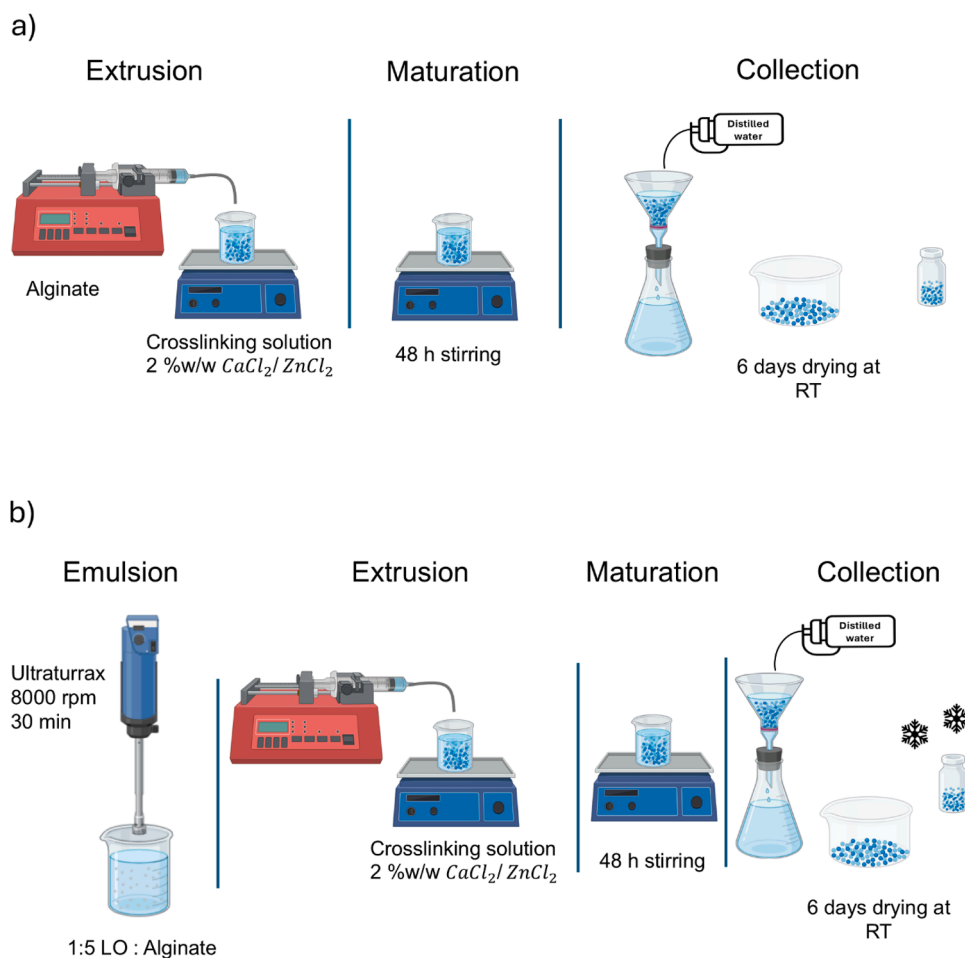 a)
Extrusion
Maturation
Collection
Distilled
water
Alginate
Crosslinking solution
2 %w/w CaCl₂/ ZnCl₂
48 h stirring
6 days drying at
RT
b)
Emulsion
Extrusion
Maturation
Collection
Distilled
water
Ultraturrax
8000 rpm
30 min
Crosslinking solution
2 %w/w CaCl₂/ ZnCl₂
48 h stirring
6 days drying at
RT
1:5 LO : Alginate